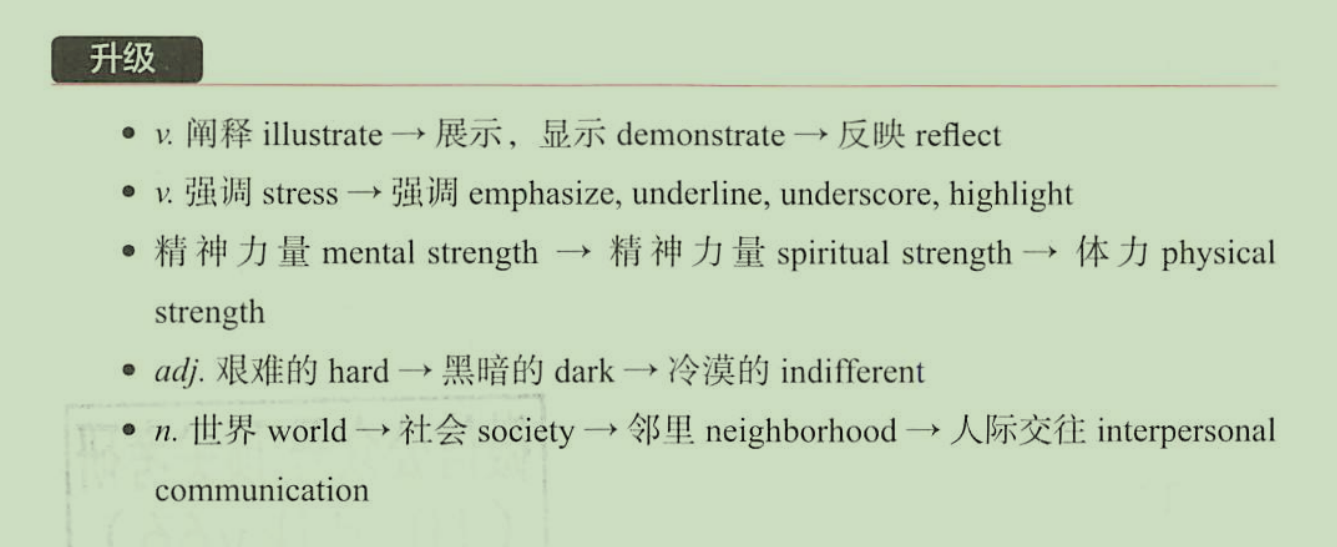 升级
• v. 阐释 illustrate → 展示，显示 demonstrate → 反映 reflect
• v. 强调 stress → 强调 emphasize, underline, underscore, highlight
• 精神力量 mental strength → 精神力量 spiritual strength → 体力 physical
strength
• adj. 艰难的 hard → 黑暗的 dark → 冷漠的 indifferent
• n. 世界 world → 社会 society → 邻里 neighborhood → 人际交往 interpersonal
communication